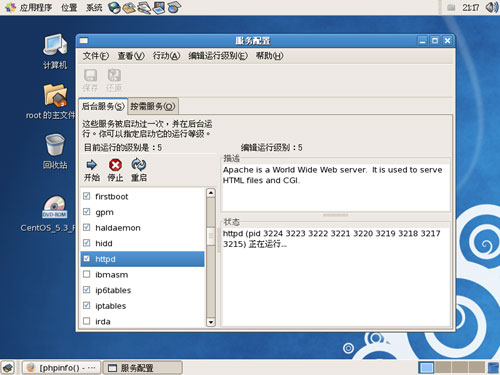 应用程序 位置 系统
21:17
计算机
root 的主文件
回收站
DVD-ROM
CentOS_5.3_F
服务配置
文件(F) 查看(V) 行动(A) 编辑运行级别(E) 帮助(H)
保存 还原
后台服务(S) 按需服务(O)
这些服务被启动过一次，并在后台运
行。你可以指定启动它的运行等级。
目前运行的级别是：5
编辑运行级别：5
开始 停止 重启
描述
Apache is a World Wide Web server.  It is used to serve
HTML files and CGI.
firstboot
gpm
haldaemon
hidd
httpd
ibmasm
ip6tables
iptables
irda
状态
httpd (pid 3224 3223 3222 3221 3220 3219 3218 3217
3215) 正在运行...
[phpinfo() - ...
服务配置